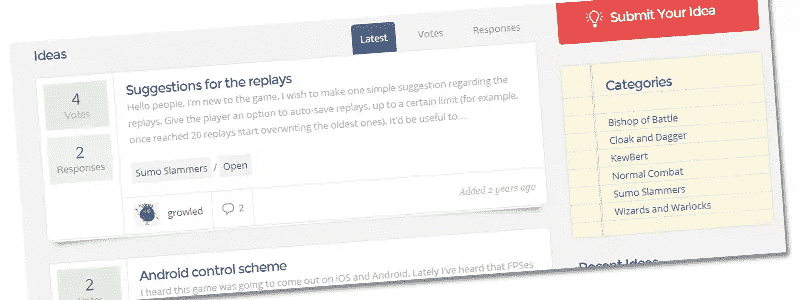 Ideas
Latest
Votes
Responses
Submit Your Idea
4
Votes
2
Responses
Suggestions for the replays
Hello people, I'm new to the game, I wish to make one simple suggestion regarding the
replays. Give the player an option to auto-save replays, up to a certain limit (for example,
once reached 20 replays start overwriting the oldest ones). It'd be useful to...
Sumo Slammers / Open
growled
2
Added 2 years ago
Categories
Bishop of Battle
Cloak and Dagger
KewBert
Normal Combat
Sumo Slammers
Wizards and Warlocks
2
Votes
Android control scheme
I heard this game was going to come out on iOS and Android. Lately I've heard that FPSes
Recent Ideas